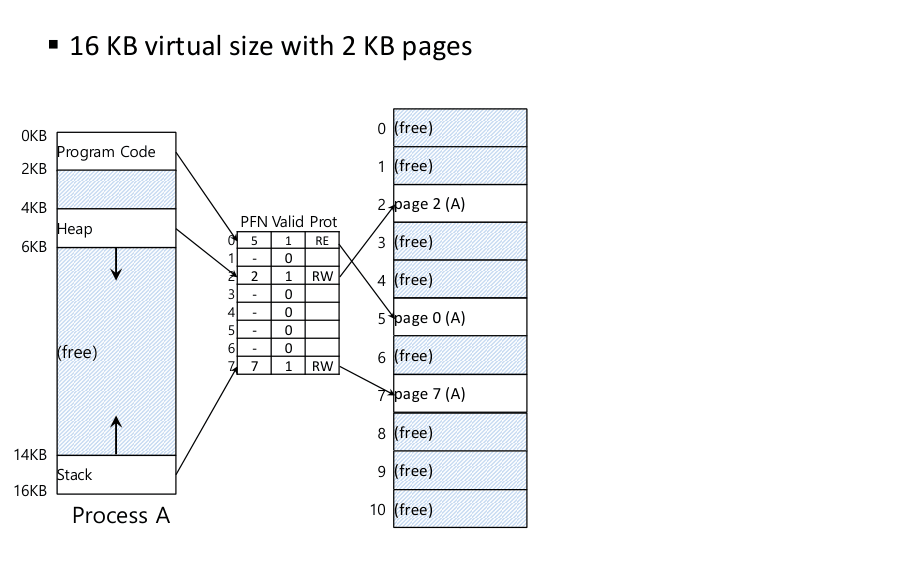 ▪ 16 KB virtual size with 2 KB pages
0KB
Program Code
2KB
4KB
Heap
6KB
(free)
14KB
Stack
16KB
Process A
PFN Valid Prot
0 5 1 RE
1 - 0
2 2 1 RW
3 - 0
4 - 0
5 - 0
6 - 0
7 7 1 RW
0 (free)
1 (free)
2 page 2 (A)
3 (free)
4 (free)
5 page 0 (A)
6 (free)
7 page 7 (A)
8 (free)
9 (free)
10 (free)